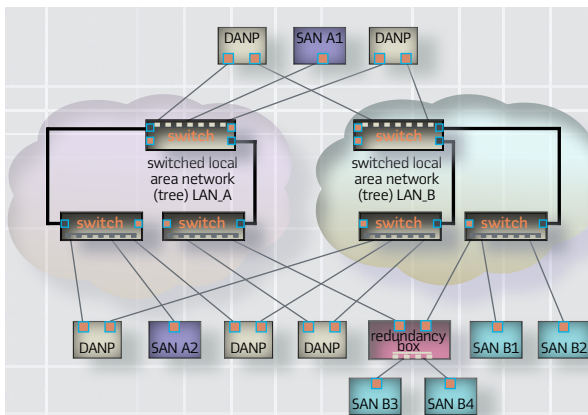 DANP
SAN A1
DANP
switch
switch
switched local
area network
(tree) LAN_A
switched local
area network
(tree) LAN_B
switch
switch
switch
switch
DANP
SAN A2
DANP
DANP
redundancy
box
SAN B1
SAN B2
SAN B3
SAN B4